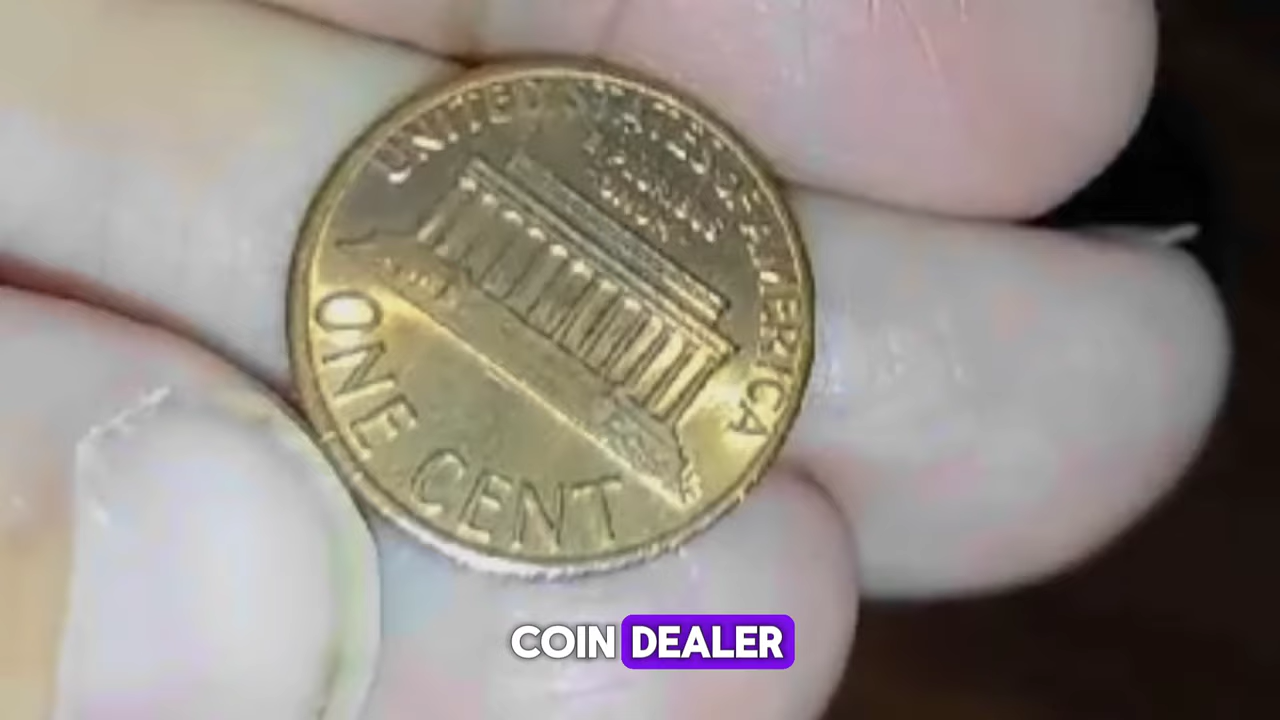 UNITED STATES OF AMERICA
E PLURIBUS
UNUM
ONE CENT
COIN DEALER